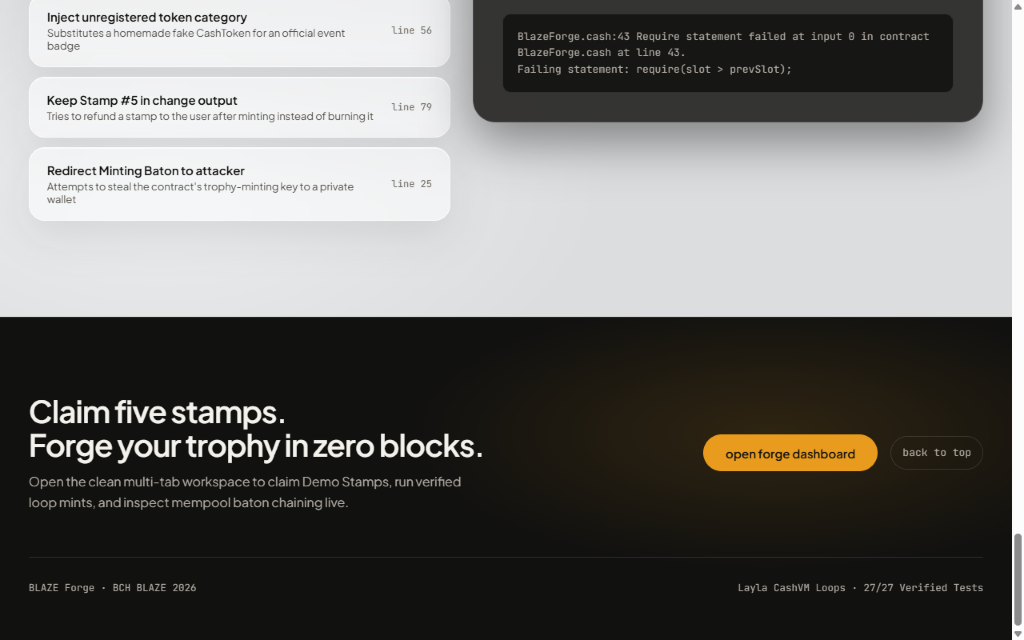 Inject unregistered token category
Substitutes a homemade fake CashToken for an official event
badge
line 56
Keep Stamp #5 in change output
Tries to refund a stamp to the user after minting instead of burning it
line 79
Redirect Minting Baton to attacker
Attempts to steal the contract's trophy-minting key to a private
wallet
line 25
BlazeForge.cash:43 Require statement failed at input 0 in contract
BlazeForge.cash at line 43.
Failing statement: require(slot > prevSlot);
Claim five stamps.
Forge your trophy in zero blocks.
Open the clean multi-tab workspace to claim Demo Stamps, run verified
loop mints, and inspect mempool baton chaining live.
open forge dashboard
back to top
BLAZE Forge · BCH BLAZE 2026
Layla CashVM Loops · 27/27 Verified Tests